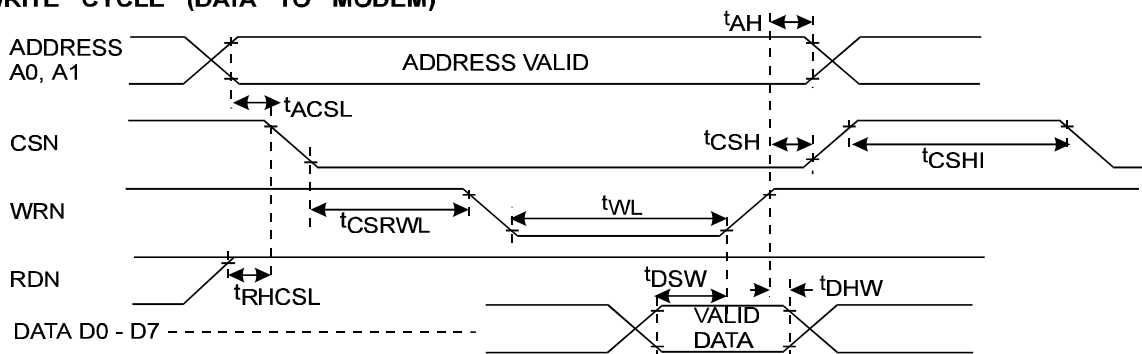 WRITE CYCLE (DATA TO MODEM)
tAH
ADDRESS
A0, A1
ADDRESS VALID
tACSL
CSN
tCSH
tCSHI
WRN
tCSRWL
tWL
RDN
tRHCSL
tDSW
tDHW
DATA D0 - D7
VALID
DATA